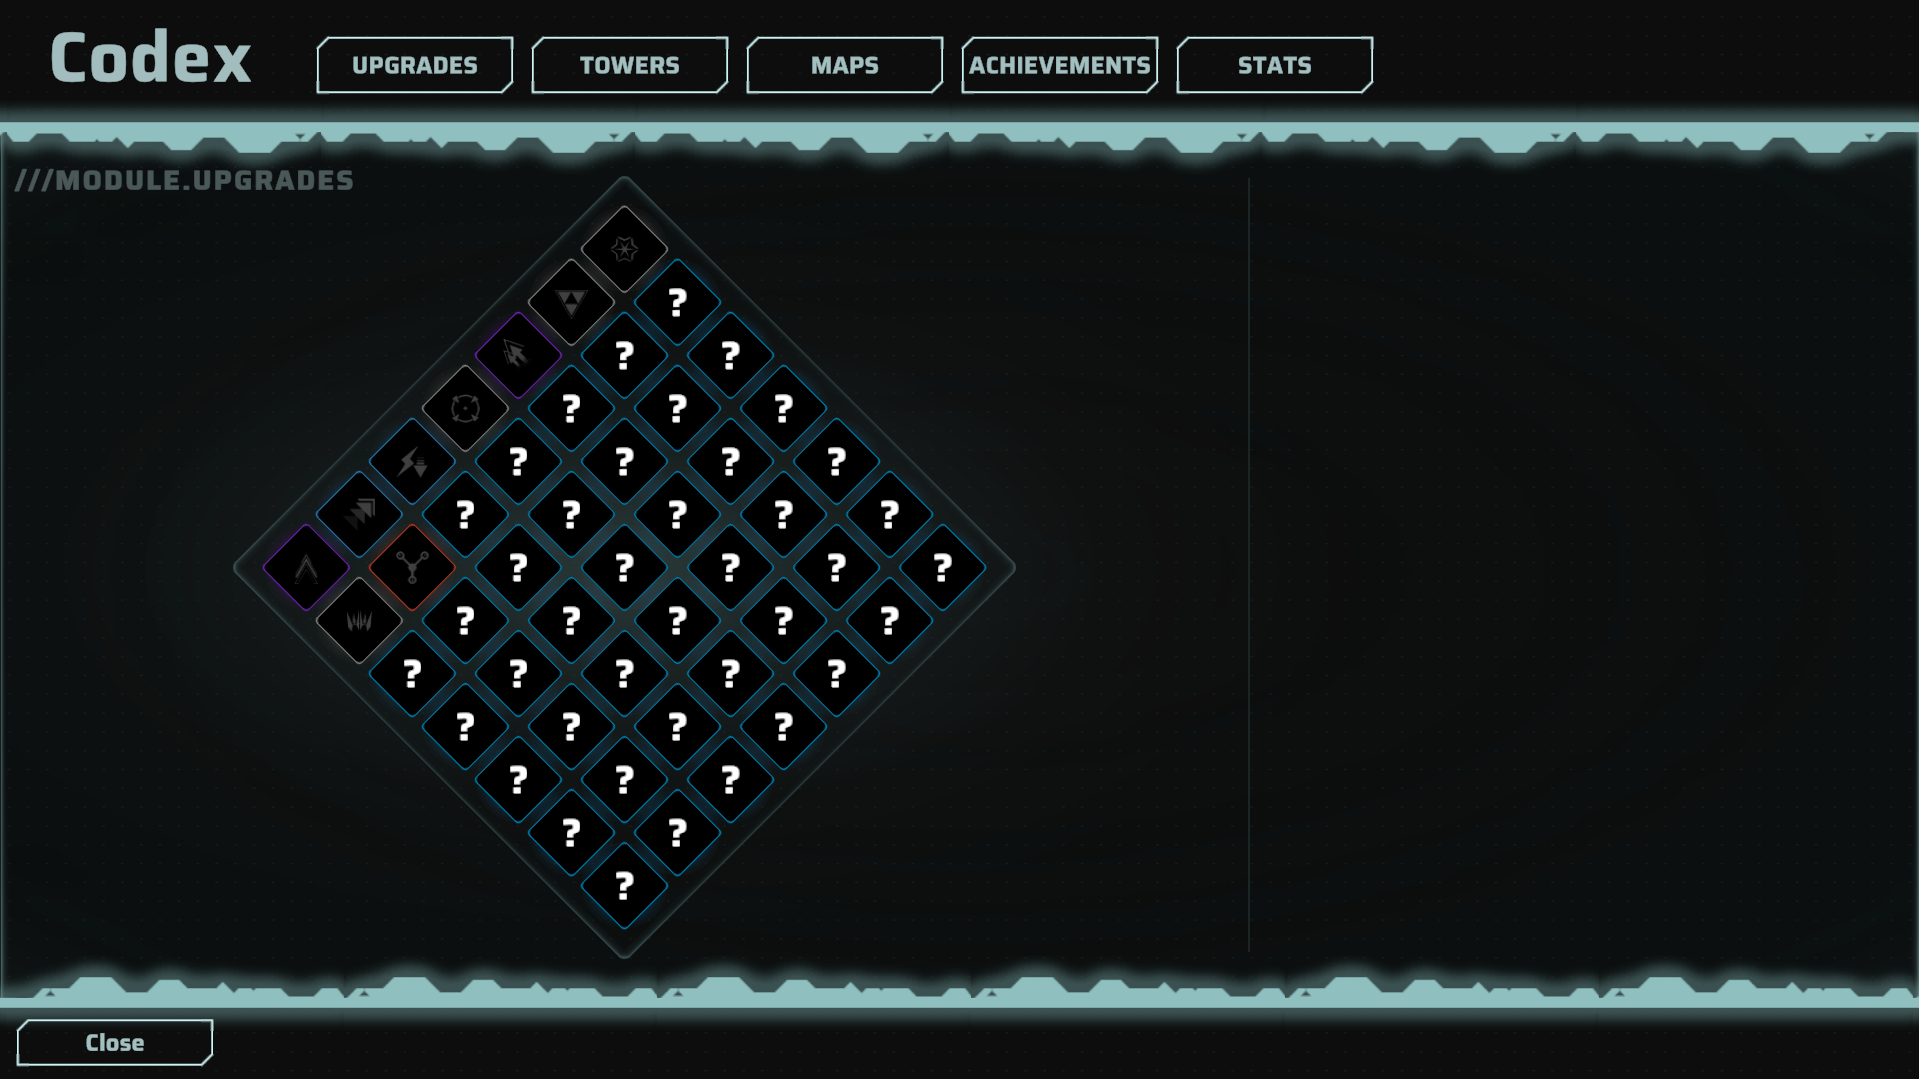 Codex
UPGRADES
TOWERS
MAPS
ACHIEVEMENTS
STATS
///MODULE.UPGRADES
?
? ?
? ? ?
? ? ? ?
? ? ? ? ?
? ? ? ? ?
? ? ? ? ?
? ? ? ? ?
? ? ? ?
? ? ?
? ?
?
Close